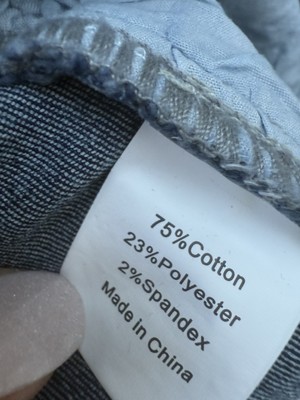 75%Cotton
23%Polyester
2%Spandex
Made in China